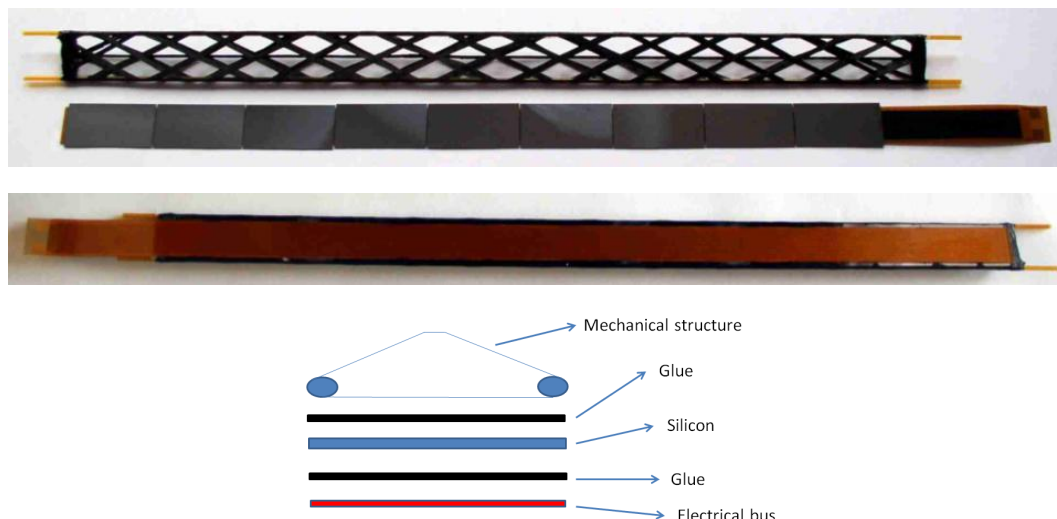 Mechanical structure
Glue
Silicon
Glue
Electrical bus